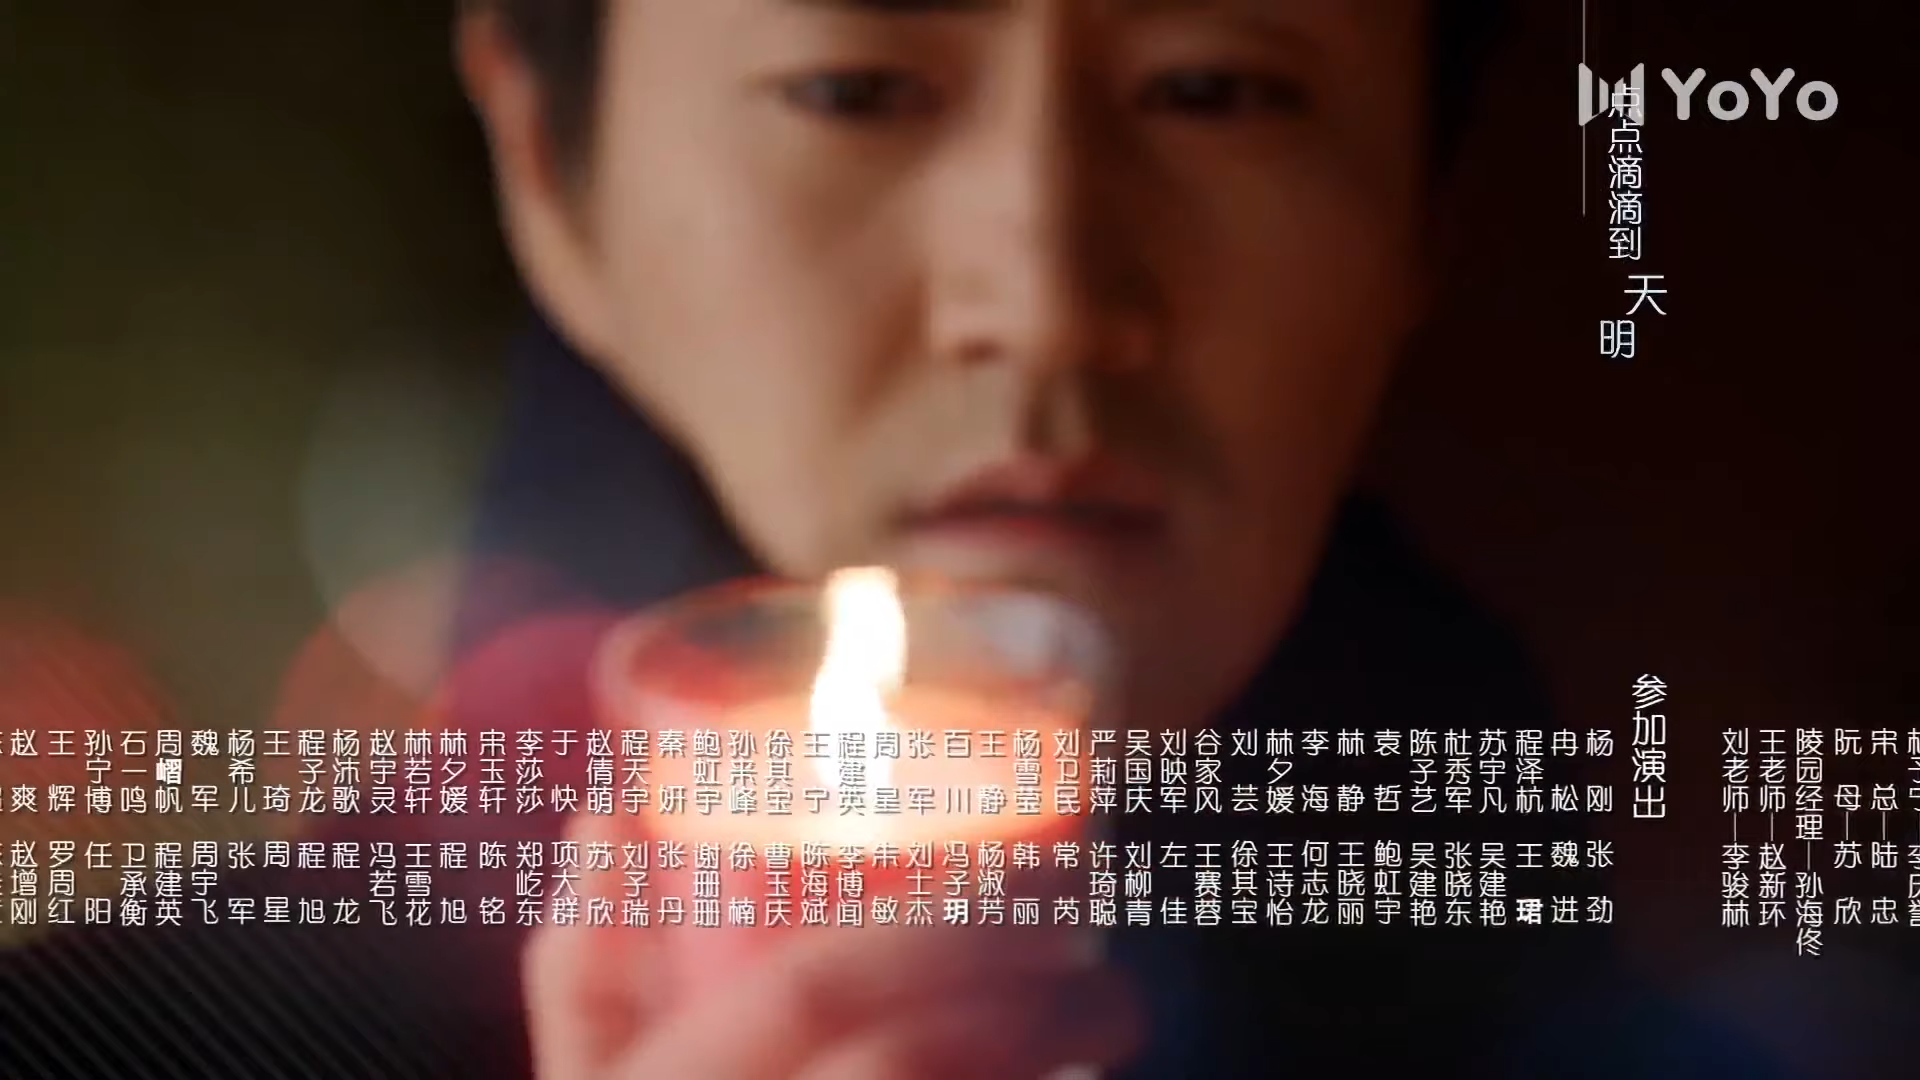 YoYo
点点滴滴到天明
宋总—陆忠
阮母—苏欣
陵园经理—孙海佟
王老师—赵新环
刘老师—李骏林
参加演出
杨刚 张劲
冉松 魏进
程泽杭 王珺
苏宇凡 吴建艳
杜秀军 张晓东
陈子艺 吴建艳
袁哲 鲍虹宇
林静 王晓丽
李海 何志龙
林夕媛 王诗怡
刘芸 徐其宝
谷家风 王赛蓉
刘映军 左佳
吴国庆 刘柳青
严莉萍 许琦聪
刘卫民 常芮
杨雪莹 韩丽
王静 杨淑芳
百川 冯子玥
张军 刘士杰
周星 朱敏
程建英 李博闻
王宁 陈海斌
徐其宝 曹玉庆
孙米峰 徐楠
鲍虹宇 谢珊珊
秦妍 张丹
程天宇 刘子瑞
赵倩萌 苏欣
于快 项大群
李莎莎 郑屹东
宋玉轩 陈铭
林夕媛 程旭
林若轩 王雪花
赵宇灵 冯若飞
杨沛歌 程龙
程子龙 程旭
王琦 周星
杨希儿 张军
魏军 周宇飞
周帆 程建英
石一鸣 卫承衡
孙宁博 任阳
王辉 罗周红
赵爽 赵增刚